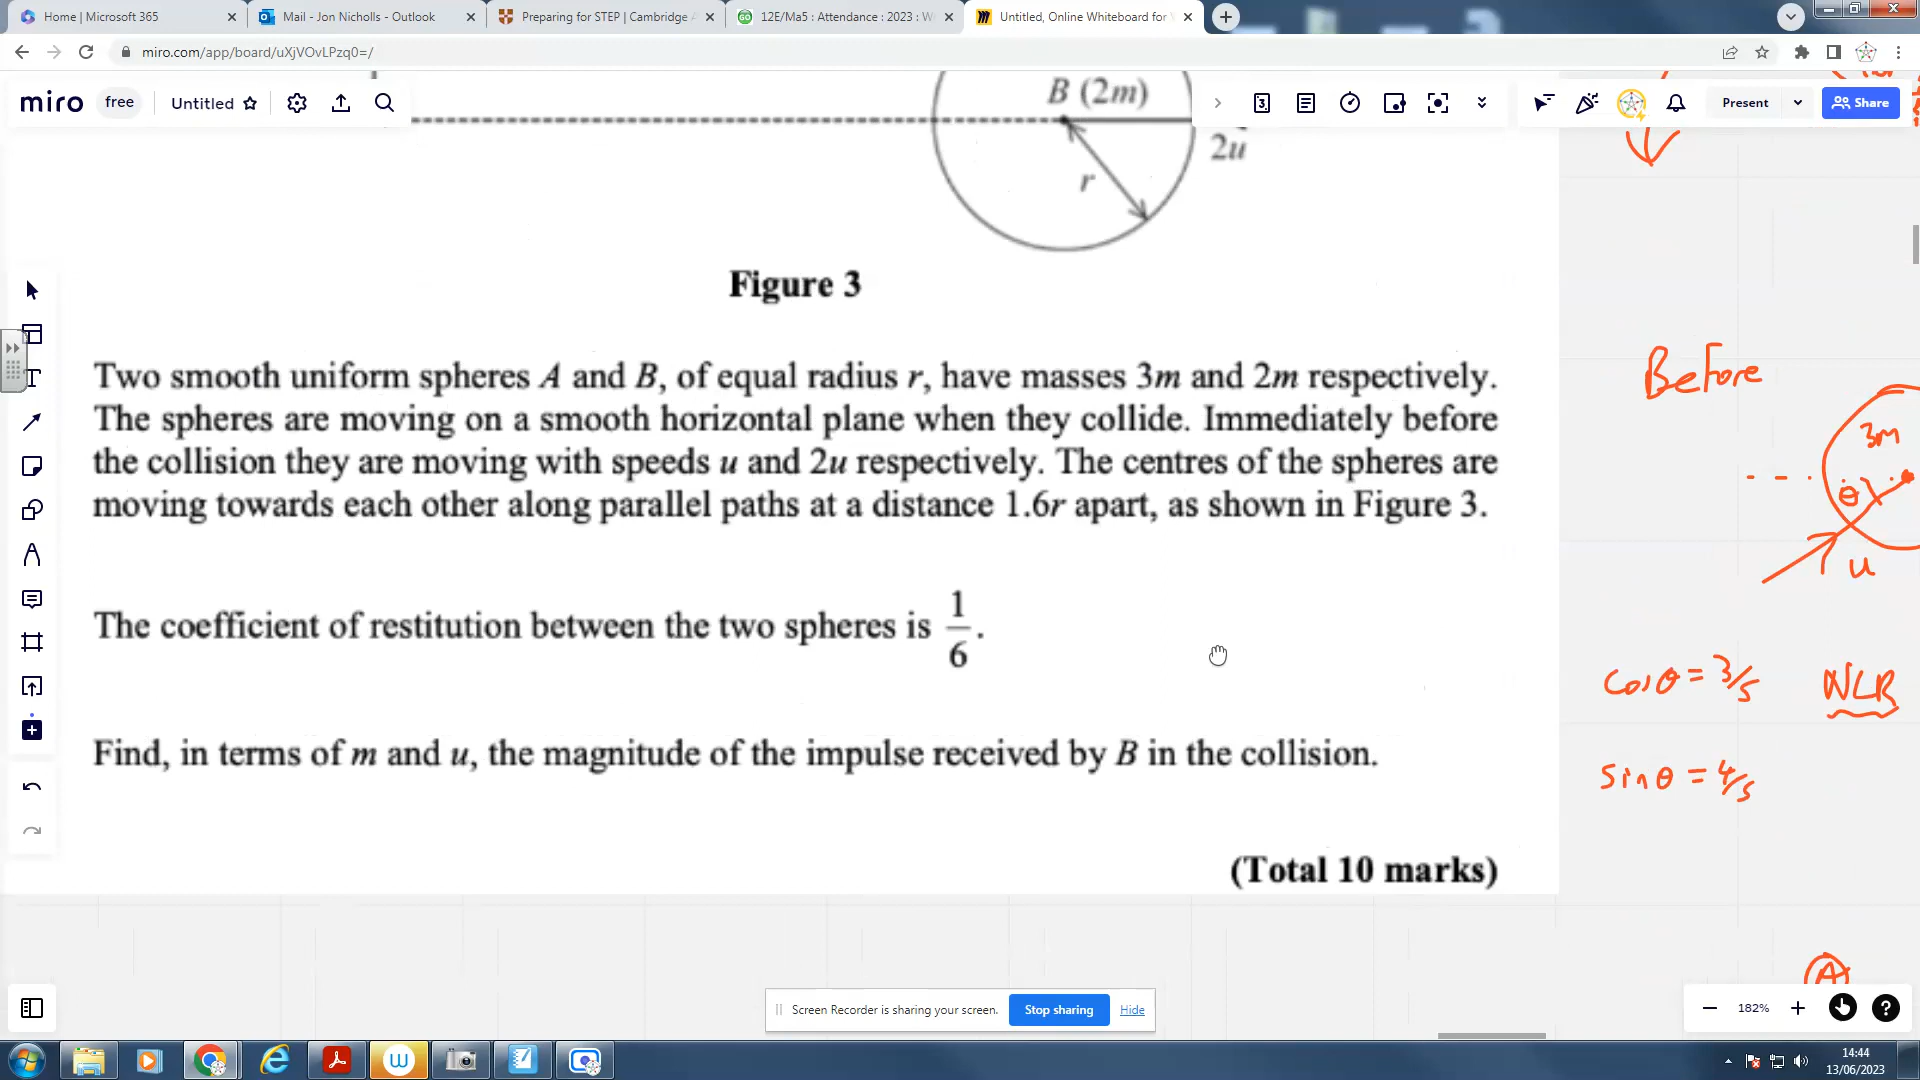 Home | Microsoft 365
Mail - Jon Nicholls - Outlook
Preparing for STEP | Cambridge
12E/Ma5 : Attendance : 2023 : W
Untitled, Online Whiteboard for
miro.com/app/board/uXjVOvLPzq0=/
miro free Untitled
Present
Share
B (2m)
2u
r
Figure 3
Two smooth uniform spheres A and B, of equal radius r, have masses 3m and 2m respectively.
The spheres are moving on a smooth horizontal plane when they collide. Immediately before
the collision they are moving with speeds u and 2u respectively. The centres of the spheres are
moving towards each other along parallel paths at a distance 1.6r apart, as shown in Figure 3.
The coefficient of restitution between the two spheres is 1/6.
Find, in terms of m and u, the magnitude of the impulse received by B in the collision.
(Total 10 marks)
Before
3m
θ
u
cosθ = 3/5
NLR
sinθ = 4/5
A
Screen Recorder is sharing your screen.
Stop sharing
Hide
182%
14:44
13/06/2023